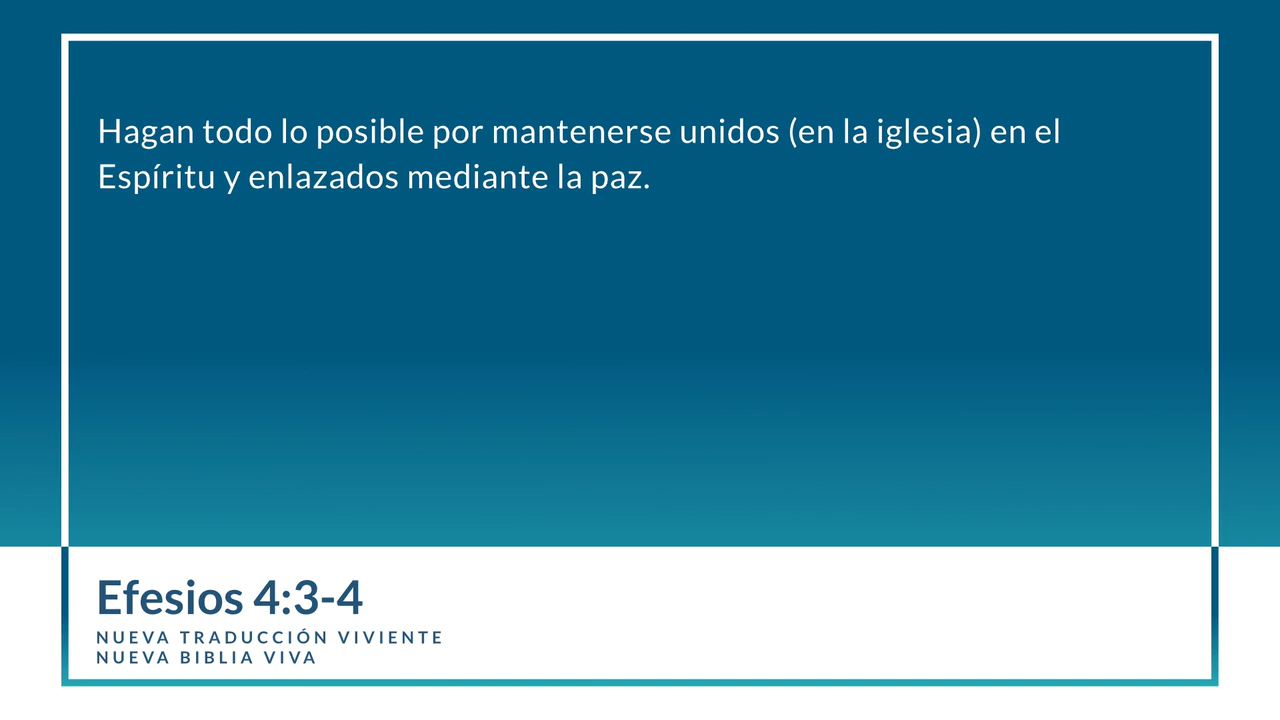 Hagan todo lo posible por mantenerse unidos (en la iglesia) en el
Espíritu y enlazados mediante la paz.
Efesios 4:3-4
NUEVA TRADUCCIÓN VIVIENTE
NUEVA BIBLIA VIVA